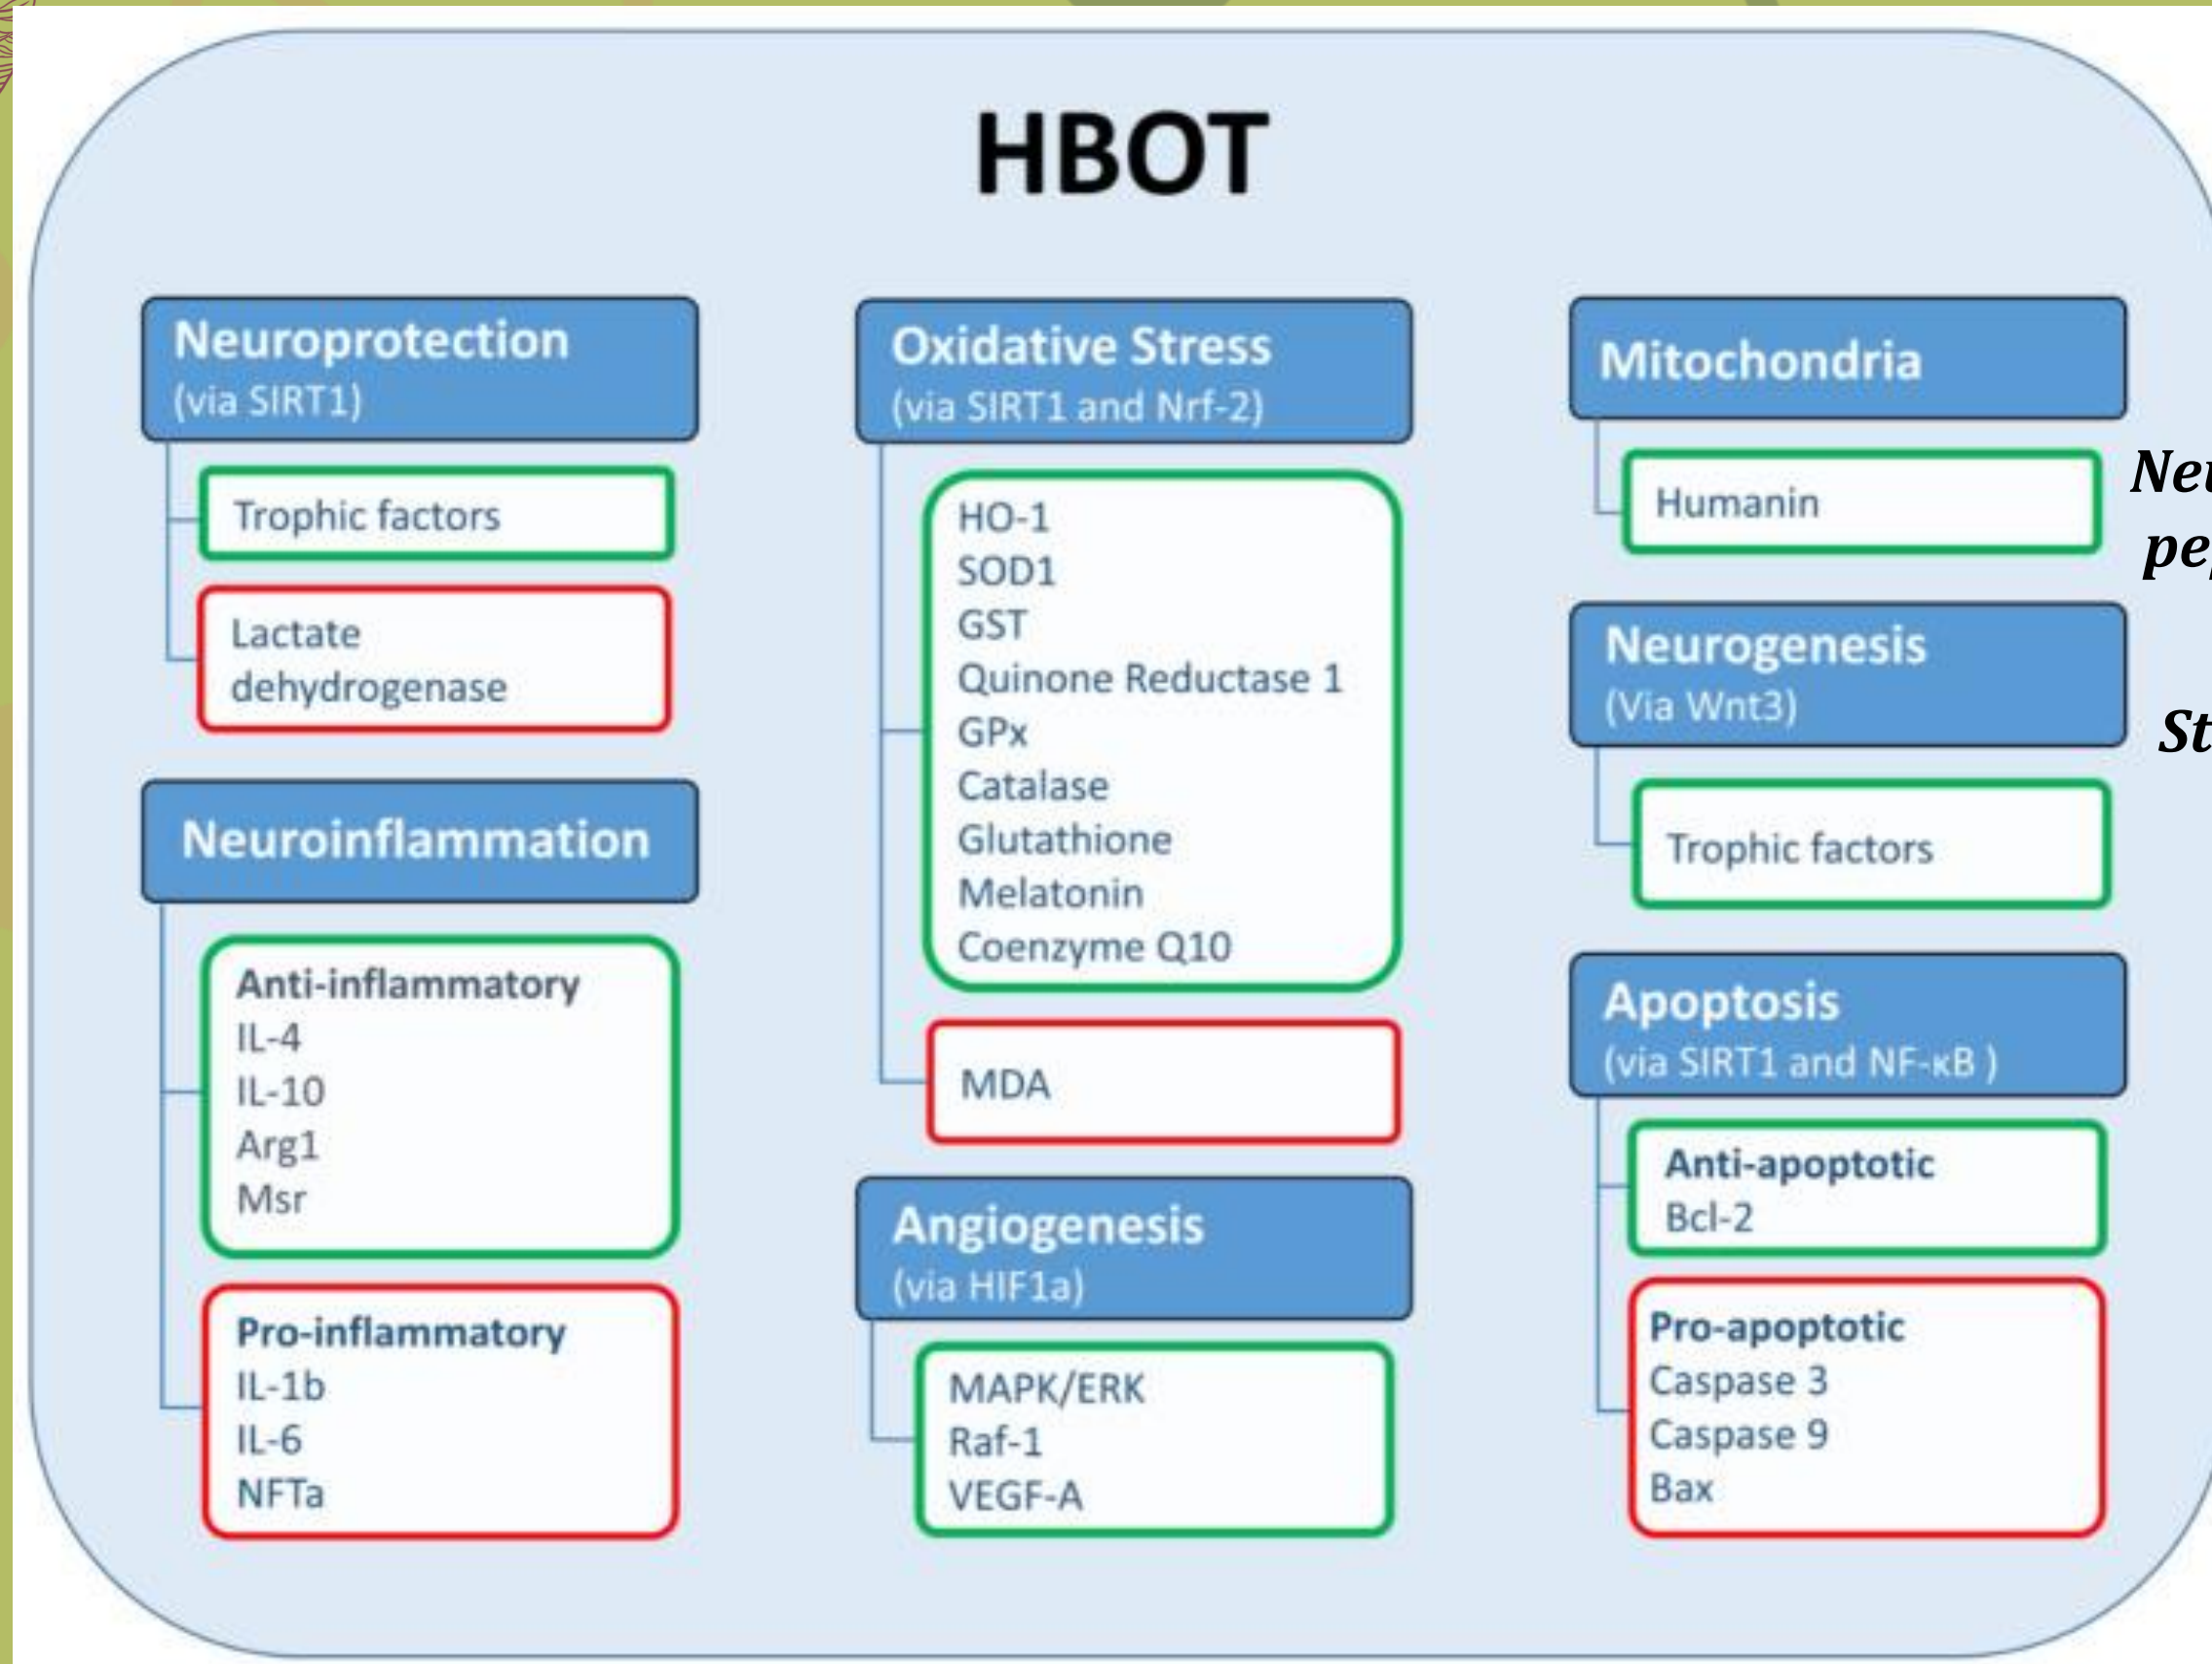 HBOT
Neuroprotection
(via SIRT1)
Trophic factors
Lactate
dehydrogenase
Neuroinflammation
Anti-inflammatory
IL-4
IL-10
Arg1
Msr
Pro-inflammatory
IL-1b
IL-6
NFTa
Oxidative Stress
(via SIRT1 and Nrf-2)
HO-1
SOD1
GST
Quinone Reductase 1
GPx
Catalase
Glutathione
Melatonin
Coenzyme Q10
MDA
Angiogenesis
(via HIF1a)
MAPK/ERK
Raf-1
VEGF-A
Mitochondria
Humanin
Neurogenesis
(Via Wnt3)
Trophic factors
Apoptosis
(via SIRT1 and NF-κB )
Anti-apoptotic
Bcl-2
Pro-apoptotic
Caspase 3
Caspase 9
Bax